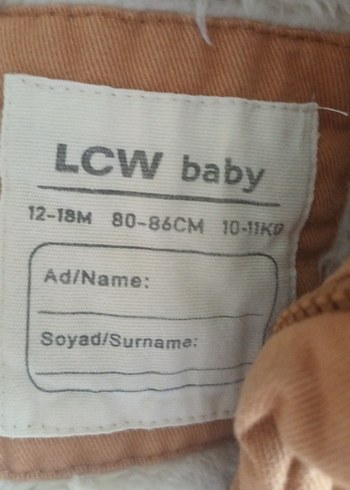 LCW baby
12-18M 80-86CM 10-11KG
Ad/Name:
Soyad/Surname: